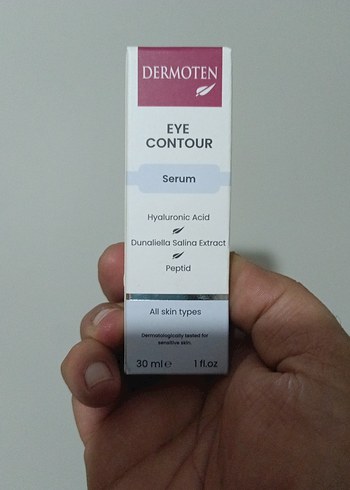 DERMOTEN
EYE
CONTOUR
Serum
Hyaluronic Acid
Dunaliella Salina Extract
Peptid
All skin types
Dermatologically tested for
sensitive skin.
30 ml ℮ 1 fl.oz